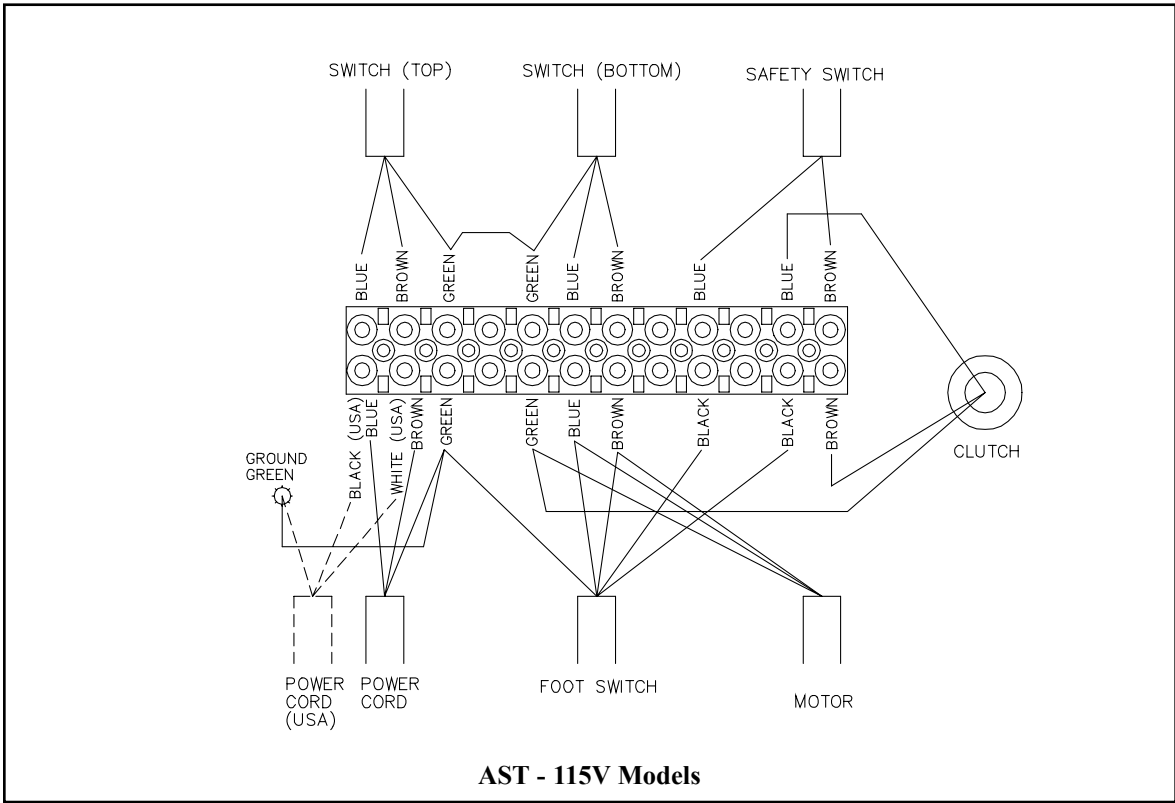 SWITCH (TOP)
SWITCH (BOTTOM)
SAFETY SWITCH
BLUE
BROWN
GREEN
GREEN
BLUE
BROWN
BLUE
BLUE
BROWN
BLACK (USA)
BLUE
WHITE (USA)
BROWN
GREEN
GREEN
BLUE
BROWN
BLACK
BLACK
BROWN
CLUTCH
GROUND
GREEN
POWER
CORD
(USA)
POWER
CORD
FOOT SWITCH
MOTOR
AST - 115V Models